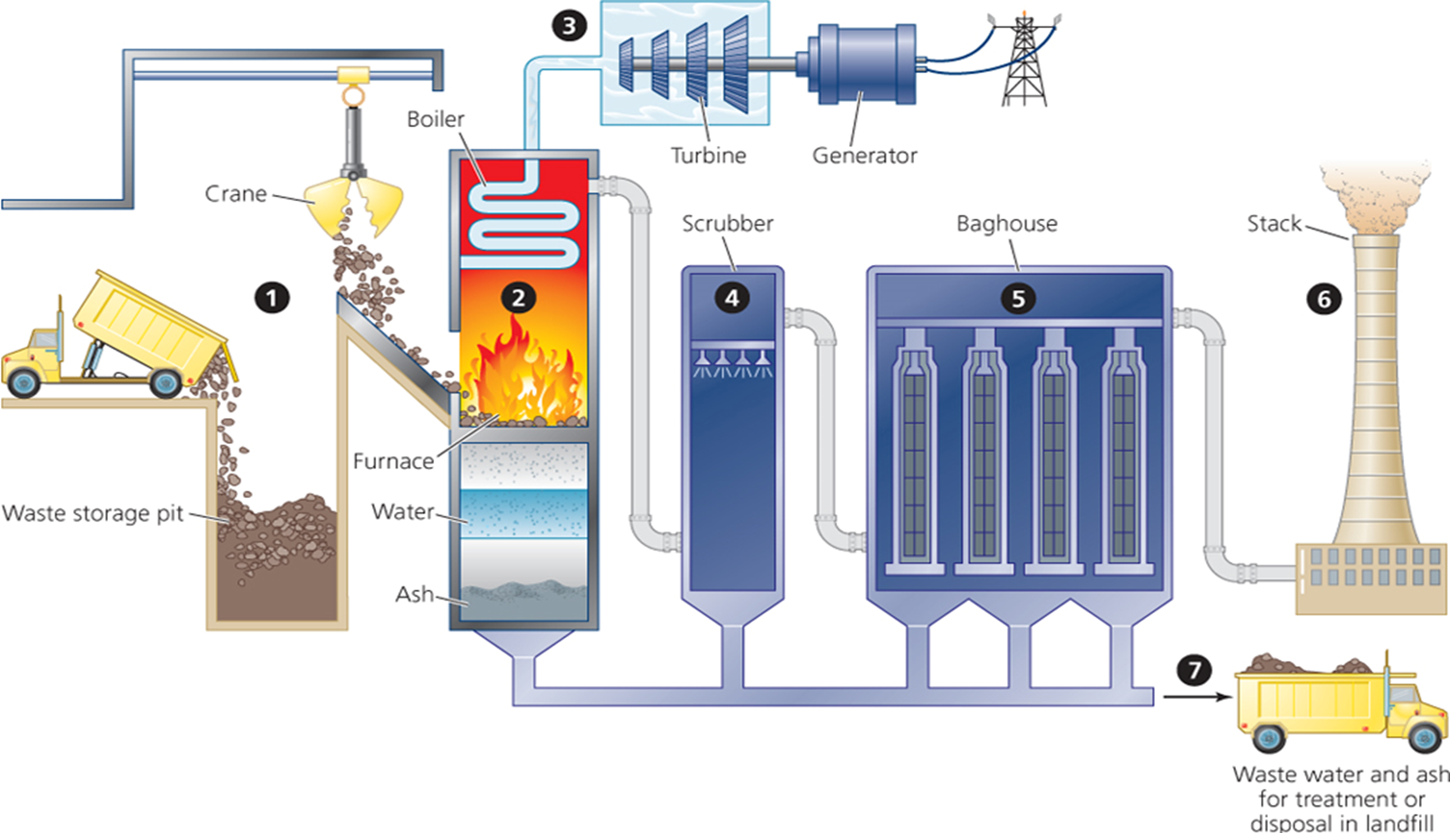 3
Boiler
Turbine
Generator
Crane
Scrubber
Baghouse
Stack
1
2
4
5
6
Furnace
Waste storage pit
Water
Ash
7
Waste water and ash
for treatment or
disposal in landfill